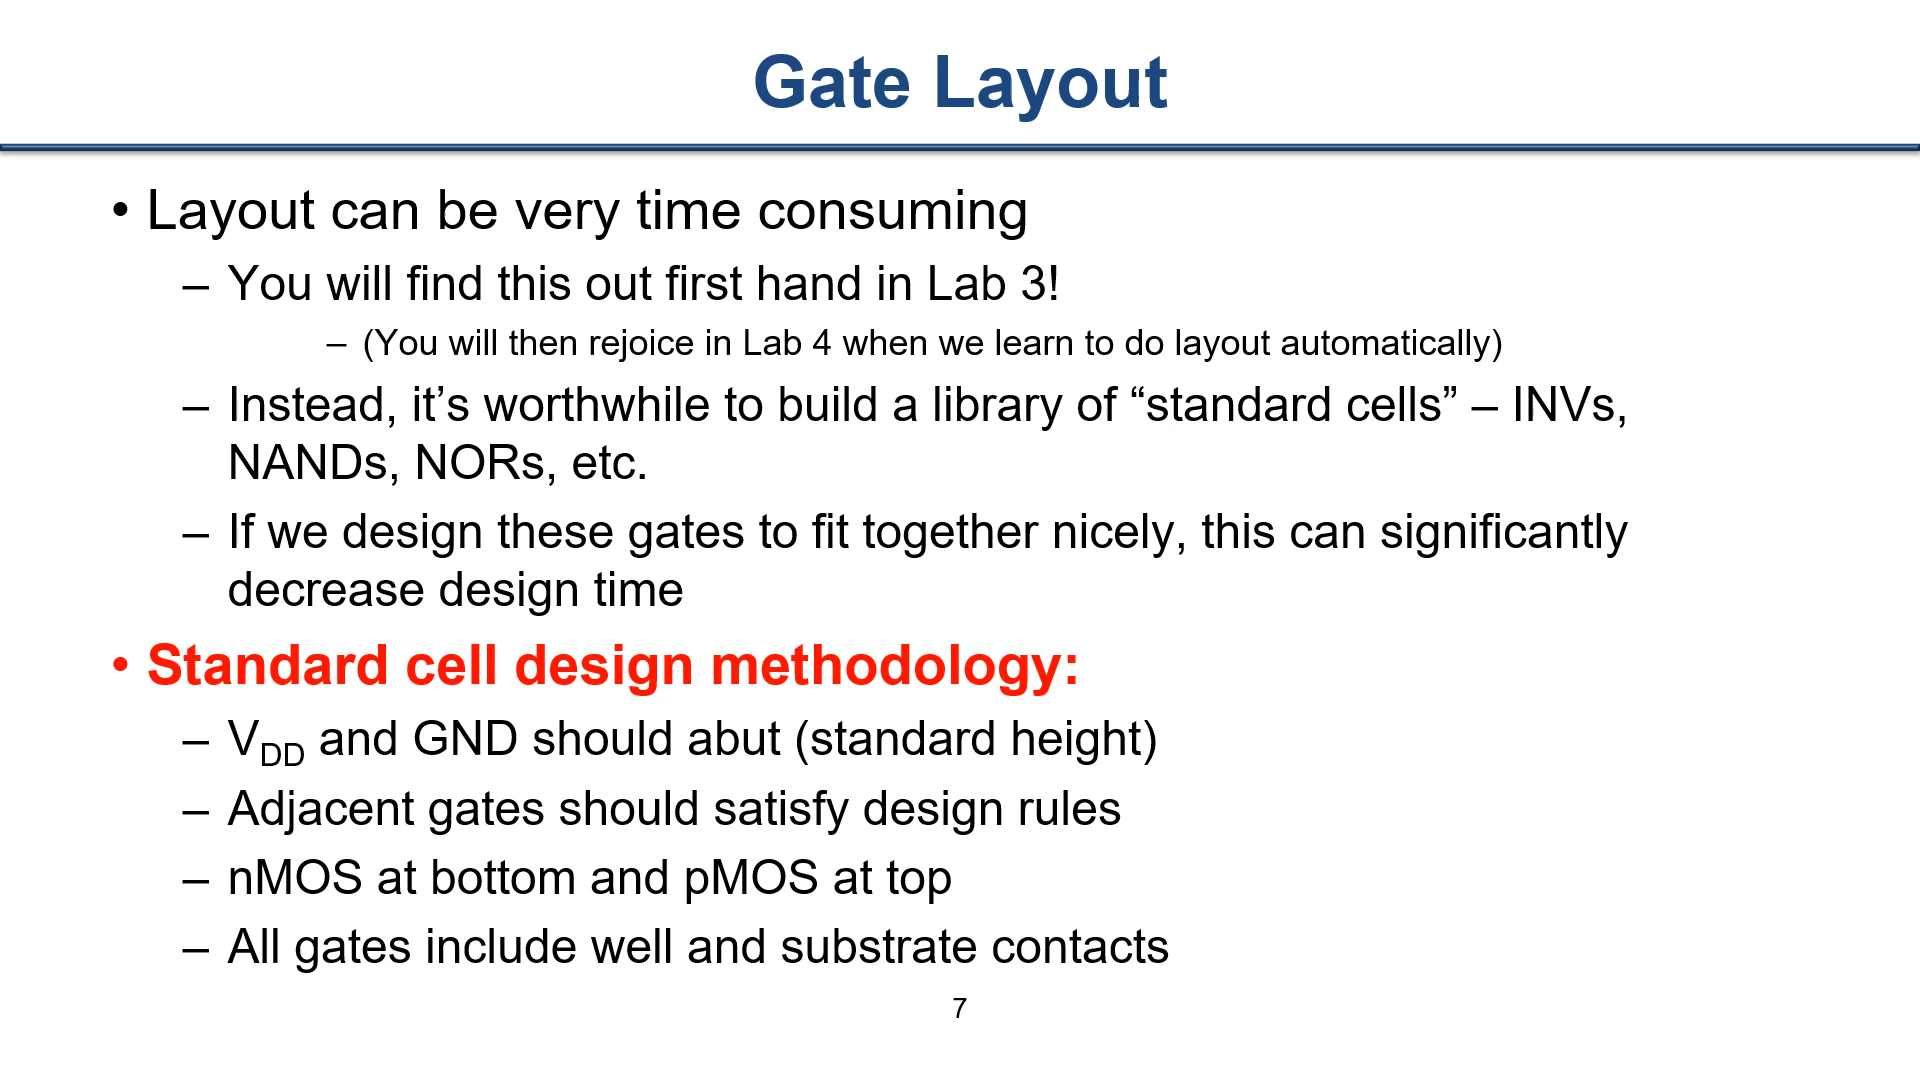 Gate Layout
• Layout can be very time consuming
– You will find this out first hand in Lab 3!
– (You will then rejoice in Lab 4 when we learn to do layout automatically)
– Instead, it’s worthwhile to build a library of “standard cells” – INVs,
NANDs, NORs, etc.
– If we design these gates to fit together nicely, this can significantly
decrease design time
• Standard cell design methodology:
– VDD and GND should abut (standard height)
– Adjacent gates should satisfy design rules
– nMOS at bottom and pMOS at top
– All gates include well and substrate contacts
7